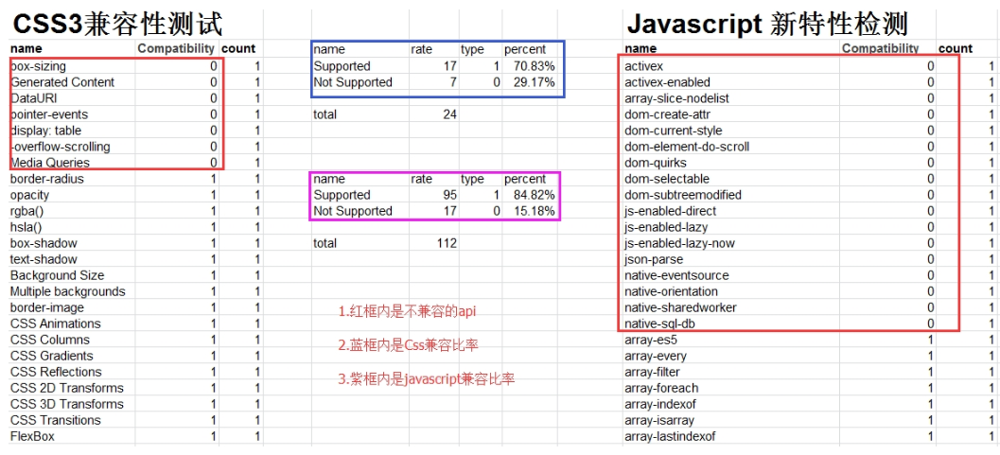 CSS3兼容性测试
name Compatibility count
box-sizing 0 1
Generated Content 0 1
DataURI 0 1
pointer-events 0 1
display: table 0 1
-overflow-scrolling 0 1
Media Queries 0 1
border-radius 1 1
opacity 1 1
rgba() 1 1
hsla() 1 1
box-shadow 1 1
text-shadow 1 1
Background Size 1 1
Multiple backgrounds 1 1
border-image 1 1
CSS Animations 1 1
CSS Columns 1 1
CSS Gradients 1 1
CSS Reflections 1 1
CSS 2D Transforms 1 1
CSS 3D Transforms 1 1
CSS Transitions 1 1
FlexBox 1 1
name rate type percent
Supported 17 1 70.83%
Not Supported 7 0 29.17%
total 24
name rate type percent
Supported 95 1 84.82%
Not Supported 17 0 15.18%
total 112
1.红框内是不兼容的api
2.蓝框内是Css兼容比率
3.紫框内是javascript兼容比率
Javascript 新特性检测
name Compatibility count
activex 0 1
activex-enabled 0 1
array-slice-nodelist 0 1
dom-create-attr 0 1
dom-current-style 0 1
dom-element-do-scroll 0 1
dom-quirks 0 1
dom-selectable 0 1
dom-subtreemodified 0 1
js-enabled-direct 0 1
js-enabled-lazy 0 1
js-enabled-lazy-now 0 1
json-parse 0 1
native-eventsource 0 1
native-orientation 0 1
native-sharedworker 0 1
native-sql-db 0 1
array-es5 1 1
array-every 1 1
array-filter 1 1
array-foreach 1 1
array-indexof 1 1
array-isarray 1 1
array-lastindexof 1 1